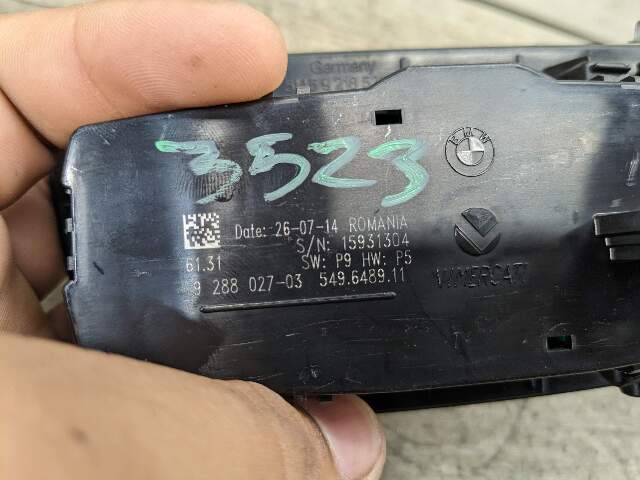 Germany
3523
BMW
Date: 26-07-14 ROMANIA
S/N: 15931304
61.31 SW: P9 HW: P5
9 288 027-03 549.6489.11
VIMERCATI